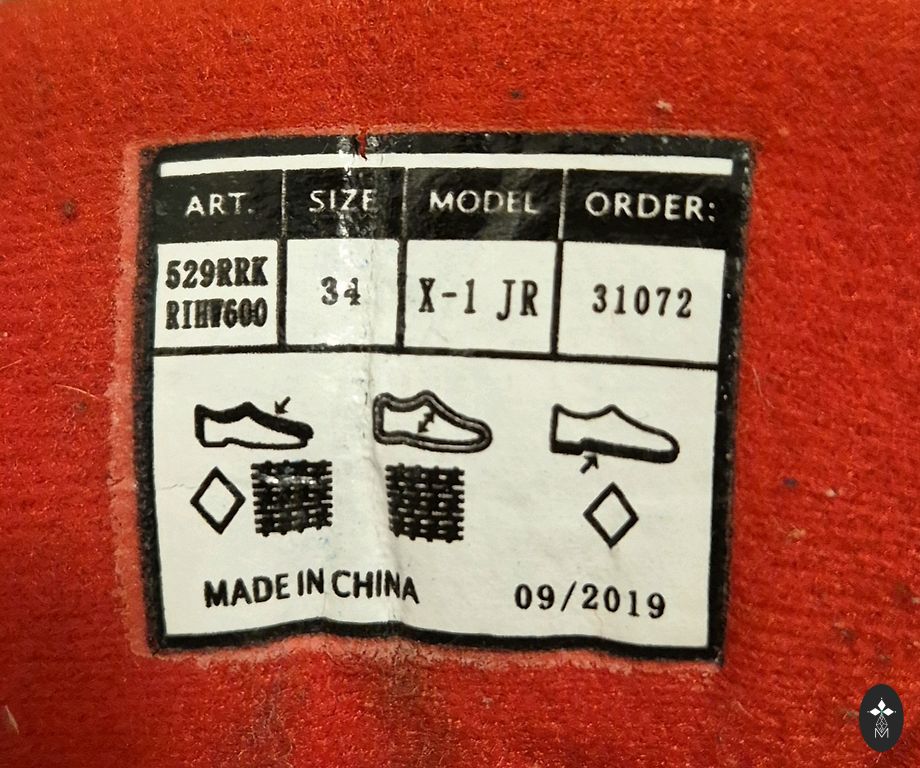 ART. SIZE MODEL ORDER:
529RRK
RIHW600 34 X-1 JR 31072
MADE IN CHINA 09/2019
M